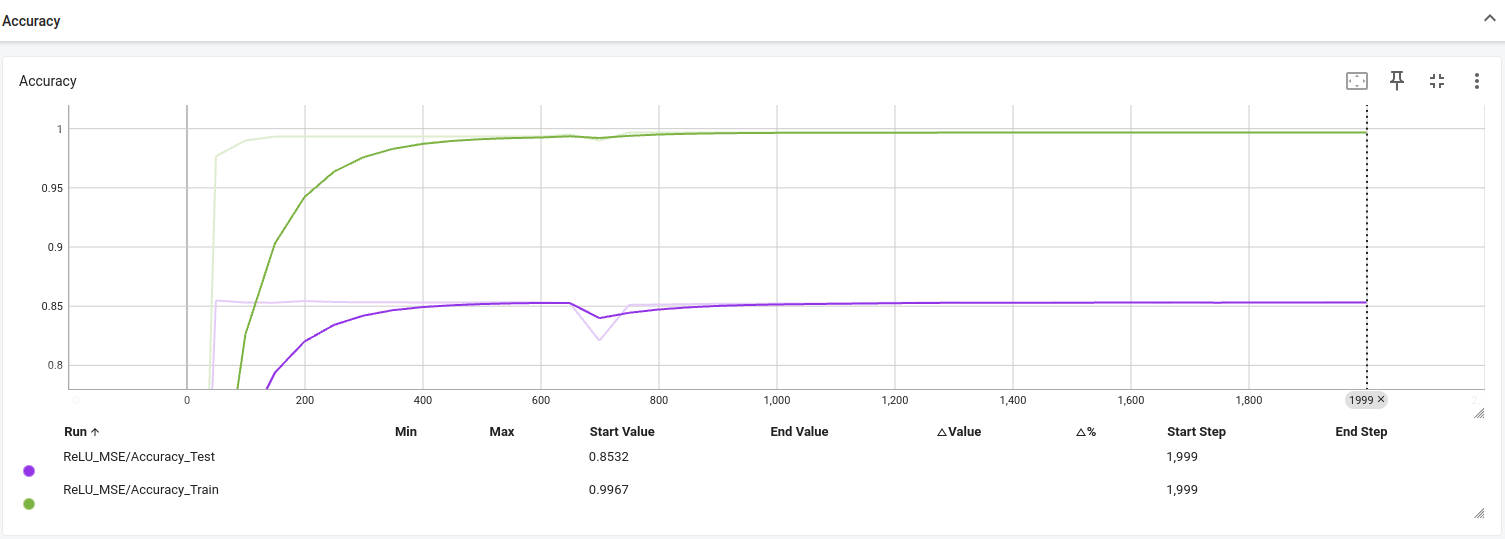 Accuracy
Accuracy
1
0.95
0.9
0.85
0.8
0 200 400 600 800 1,000 1,200 1,400 1,600 1,800 1999 ✕
Run ↑ Min Max Start Value End Value △Value △% Start Step End Step
ReLU_MSE/Accuracy_Test 0.8532 1,999
ReLU_MSE/Accuracy_Train 0.9967 1,999